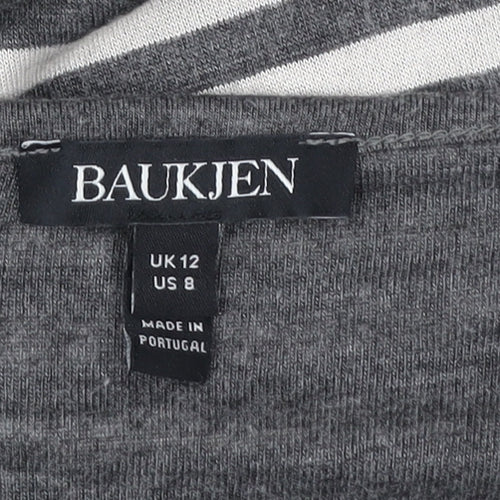 BAUKJEN
UK 12
US 8
MADE IN
PORTUGAL